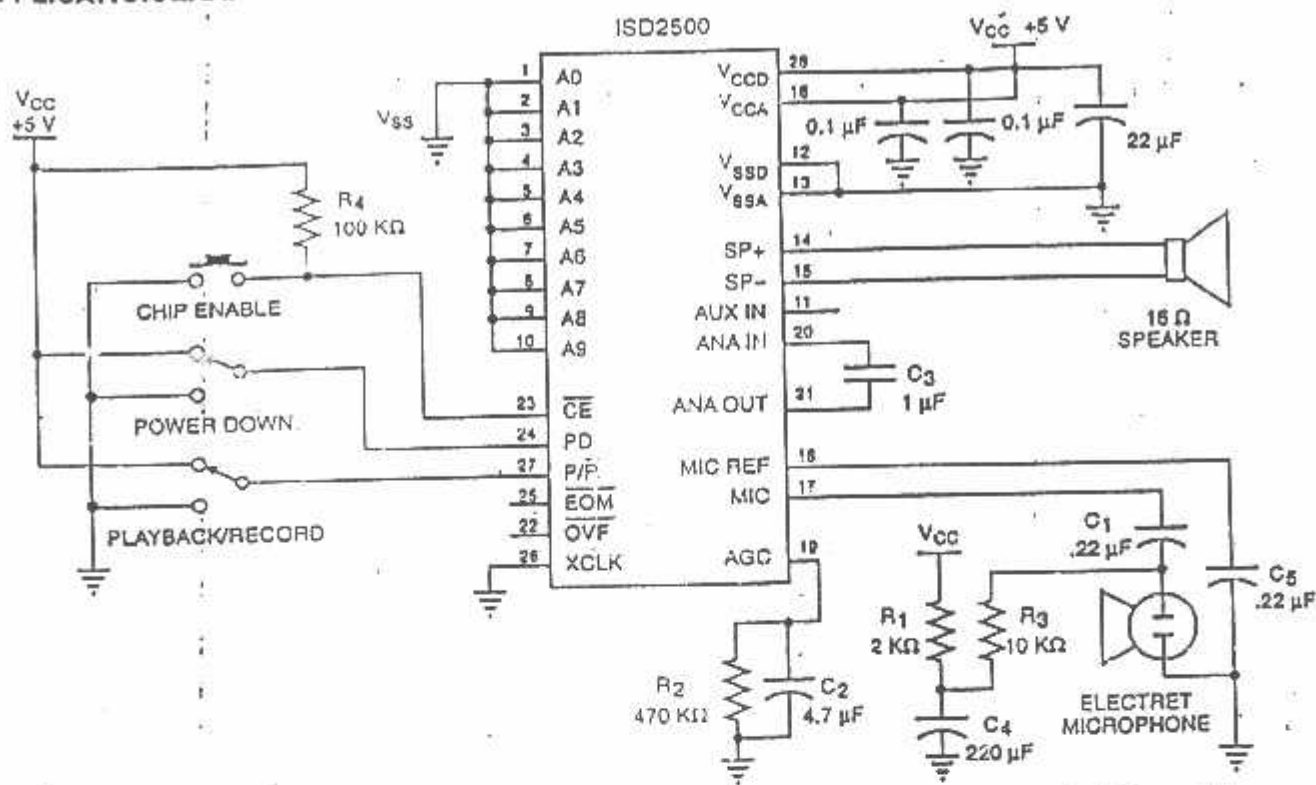 ISD2500
VCC +5 V
VCC
+5 V
VSS
R4
100 KΩ
CHIP ENABLE
POWER DOWN
PLAYBACK/RECORD
1 A0
2 A1
3 A2
4 A3
5 A4
6 A5
7 A6
8 A7
9 A8
10 A9
23 CE
24 PD
27 P/R
25 EOM
22 OVF
26 XCLK
VCCD 28
VCCA 16
0.1 µF
0.1 µF
22 µF
VSSD 12
VSSA 13
SP+ 14
SP– 15
AUX IN 11
ANA IN 20
ANA OUT 21
MIC REF 18
MIC 17
AGC 19
16 Ω
SPEAKER
C3
1 µF
VCC
C1
.22 µF
C5
.22 µF
R1
2 KΩ
R3
10 KΩ
R2
470 KΩ
C2
4.7 µF
C4
220 µF
ELECTRET
MICROPHONE